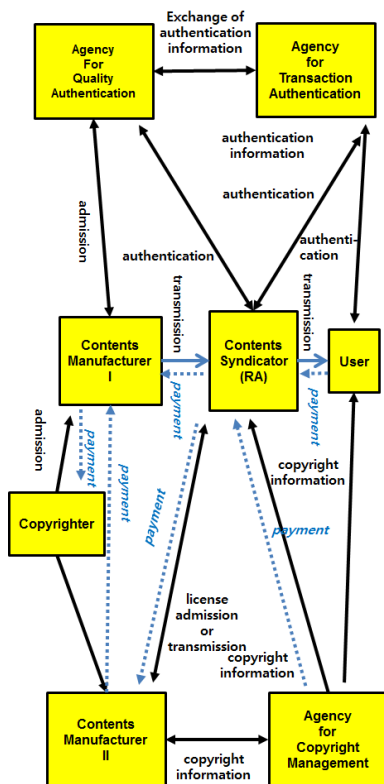 Exchange of
authentication
information
Agency
For
Quality
Authentication
Agency
for
Transaction
Authentication
authentication
information
admission
authentication
authentication
authenti-
cation
transmission
transmission
Contents
Manufacturer
I
Contents
Syndicator
(RA)
User
payment
payment
admission
payment
payment
payment
copyright
information
Copyrighter
payment
license
admission
or
transmission
copyright
information
Contents
Manufacturer
II
copyright
information
Agency
for
Copyright
Management